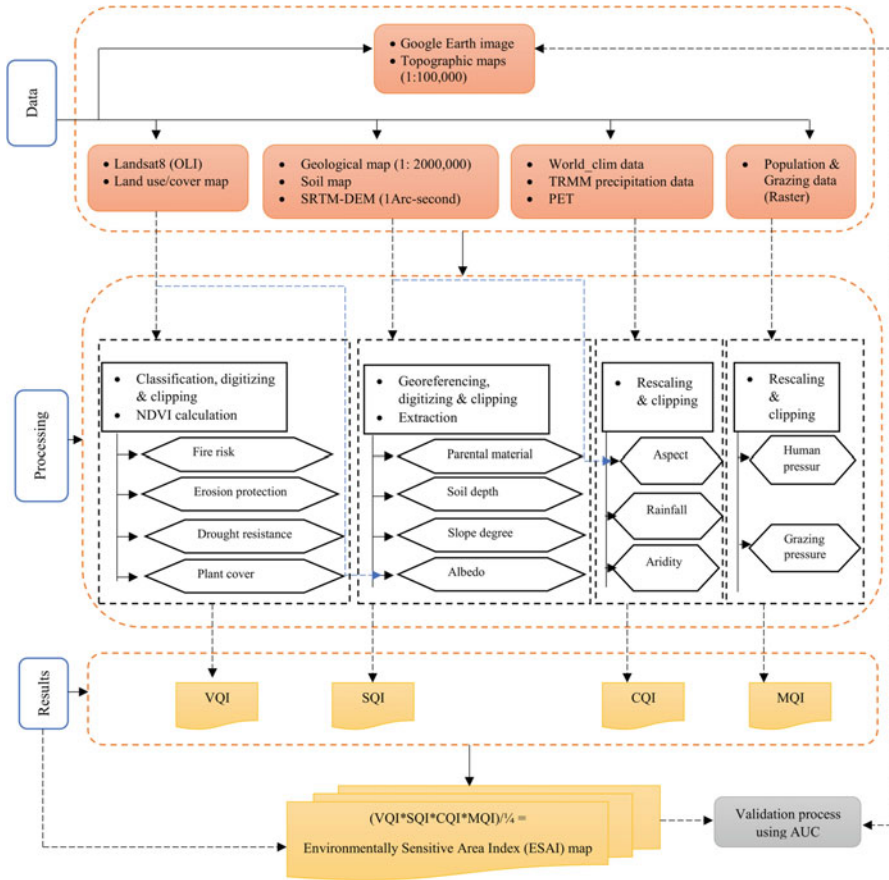 Data
• Google Earth image
• Topographic maps
(1:100,000)
• Landsat8 (OLI)
• Land use/cover map
• Geological map (1: 2000,000)
• Soil map
• SRTM-DEM (1Arc-second)
• World_clim data
• TRMM precipitation data
• PET
• Population &
Grazing data
(Raster)
Processing
• Classification, digitizing
& clipping
• NDVI calculation
Fire risk
Erosion protection
Drought resistance
Plant cover
• Georeferencing,
digitizing & clipping
• Extraction
Parental material
Soil depth
Slope degree
Albedo
• Rescaling
& clipping
Aspect
Rainfall
Aridity
• Rescaling
&
clipping
Human
pressur
Grazing
pressure
Results
VQI
SQI
CQI
MQI
(VQI*SQI*CQI*MQI)/¼ =
Environmentally Sensitive Area Index (ESAI) map
Validation process
using AUC